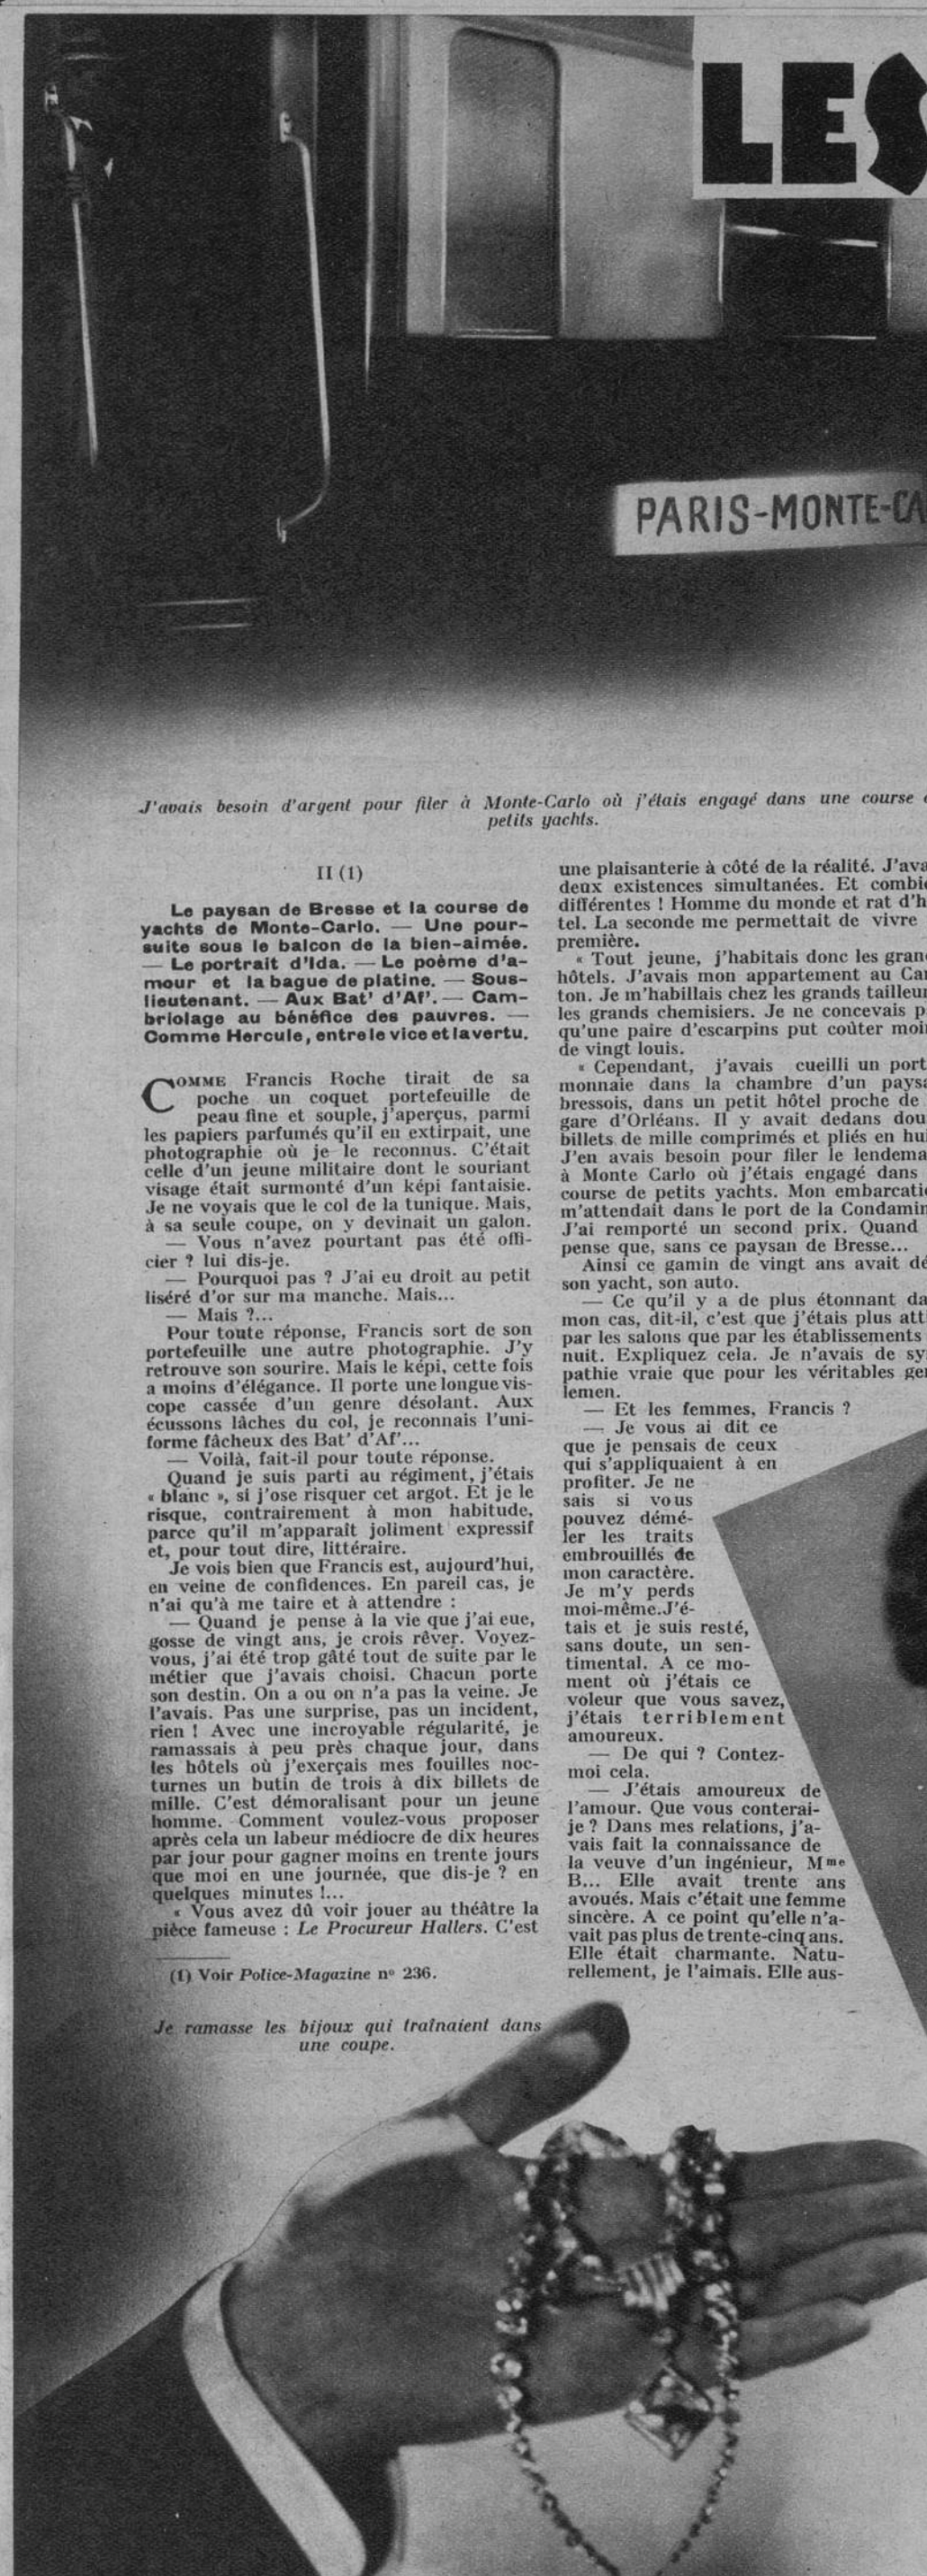 LES
PARIS-MONTE-CA
J'avais besoin d'argent pour filer à Monte-Carlo où j'étais engagé dans une course
petits yachts.
II (1)
Le paysan de Bresse et la course de
yachts de Monte-Carlo. — Une pour-
suite sous le balcon de la bien-aimée.
— Le portrait d'Ida. — Le poème d'a-
mour et la bague de platine. — Sous-
lieutenant. — Aux Bat' d'Af'. — Cam-
briolage au bénéfice des pauvres. —
Comme Hercule, entre le vice et la vertu.
COMME Francis Roche tirait de sa
poche un coquet portefeuille de
peau fine et souple, j'aperçus, parmi
les papiers parfumés qu'il en extirpait, une
photographie où je le reconnus. C'était
celle d'un jeune militaire dont le souriant
visage était surmonté d'un képi fantaisie.
Je ne voyais que le col de la tunique. Mais,
à sa seule coupe, on y devinait un galon.
— Vous n'avez pourtant pas été offi-
cier ? lui dis-je.
— Pourquoi pas ? J'ai eu droit au petit
liséré d'or sur ma manche. Mais...
— Mais ?...
Pour toute réponse, Francis sort de son
portefeuille une autre photographie. J'y
retrouve son sourire. Mais le képi, cette fois
a moins d'élégance. Il porte une longue vis-
cope cassée d'un genre désolant. Aux
écussons lâches du col, je reconnais l'uni-
forme fâcheux des Bat' d'Af'...
— Voilà, fait-il pour toute réponse.
Quand je suis parti au régiment, j'étais
« blanc », si j'ose risquer cet argot. Et je le
risque, contrairement à mon habitude,
parce qu'il m'apparaît joliment expressif
et, pour tout dire, littéraire.
Je vois bien que Francis est, aujourd'hui,
en veine de confidences. En pareil cas, je
n'ai qu'à me taire et à attendre :
— Quand je pense à la vie que j'ai eue,
gosse de vingt ans, je crois rêver. Voyez-
vous, j'ai été trop gâté tout de suite par le
métier que j'avais choisi. Chacun porte
son destin. On a ou on n'a pas la veine. Je
l'avais. Pas une surprise, pas un incident,
rien ! Avec une incroyable régularité, je
ramassais à peu près chaque jour, dans
les hôtels où j'exerçais mes fouilles noc-
turnes un butin de trois à dix billets de
mille. C'est démoralisant pour un jeune
homme. Comment voulez-vous proposer
après cela un labeur médiocre de dix heures
par jour pour gagner moins en trente jours
que moi en une journée, que dis-je ? en
quelques minutes !...
« Vous avez dû voir jouer au théâtre la
pièce fameuse : Le Procureur Hallers. C'est
(1) Voir Police-Magazine n° 236.
une plaisanterie à côté de la réalité. J'ava
deux existences simultanées. Et combi
différentes ! Homme du monde et rat d'h
tel. La seconde me permettait de vivre
première.
« Tout jeune, j'habitais donc les gran
hôtels. J'avais mon appartement au Car
ton. Je m'habillais chez les grands tailleur
les grands chemisiers. Je ne concevais p
qu'une paire d'escarpins put coûter moi
de vingt louis.
« Cependant, j'avais cueilli un port
monnaie dans la chambre d'un paysa
bressois, dans un petit hôtel proche de
gare d'Orléans. Il y avait dedans dou
billets de mille comprimés et pliés en hui
J'en avais besoin pour filer le lendema
à Monte Carlo où j'étais engagé dans
course de petits yachts. Mon embarcati
m'attendait dans le port de la Condamin
J'ai remporté un second prix. Quand
pense que, sans ce paysan de Bresse...
Ainsi ce gamin de vingt ans avait dé
son yacht, son auto.
— Ce qu'il y a de plus étonnant da
mon cas, dit-il, c'est que j'étais plus att
par les salons que par les établissements
nuit. Expliquez cela. Je n'avais de sy
pathie vraie que pour les véritables gen
lemen.
— Et les femmes, Francis ?
— Je vous ai dit ce
que je pensais de ceux
qui s'appliquaient à en
profiter. Je ne
sais si vous
pouvez démê-
ler les traits
embrouillés de
mon caractère.
Je m'y perds
moi-même. J'é-
tais et je suis resté,
sans doute, un sen-
timental. A ce mo-
ment où j'étais ce
voleur que vous savez,
j'étais terriblement
amoureux.
— De qui ? Contez-
moi cela.
— J'étais amoureux de
l'amour. Que vous conterai-
je ? Dans mes relations, j'a-
vais fait la connaissance de
la veuve d'un ingénieur, Mme
B... Elle avait trente ans
avoués. Mais c'était une femme
sincère. A ce point qu'elle n'a-
vait pas plus de trente-cinq ans.
Elle était charmante. Natu-
rellement, je l'aimais. Elle aus-
Je ramasse les bijoux qui traînaient dans
une coupe.